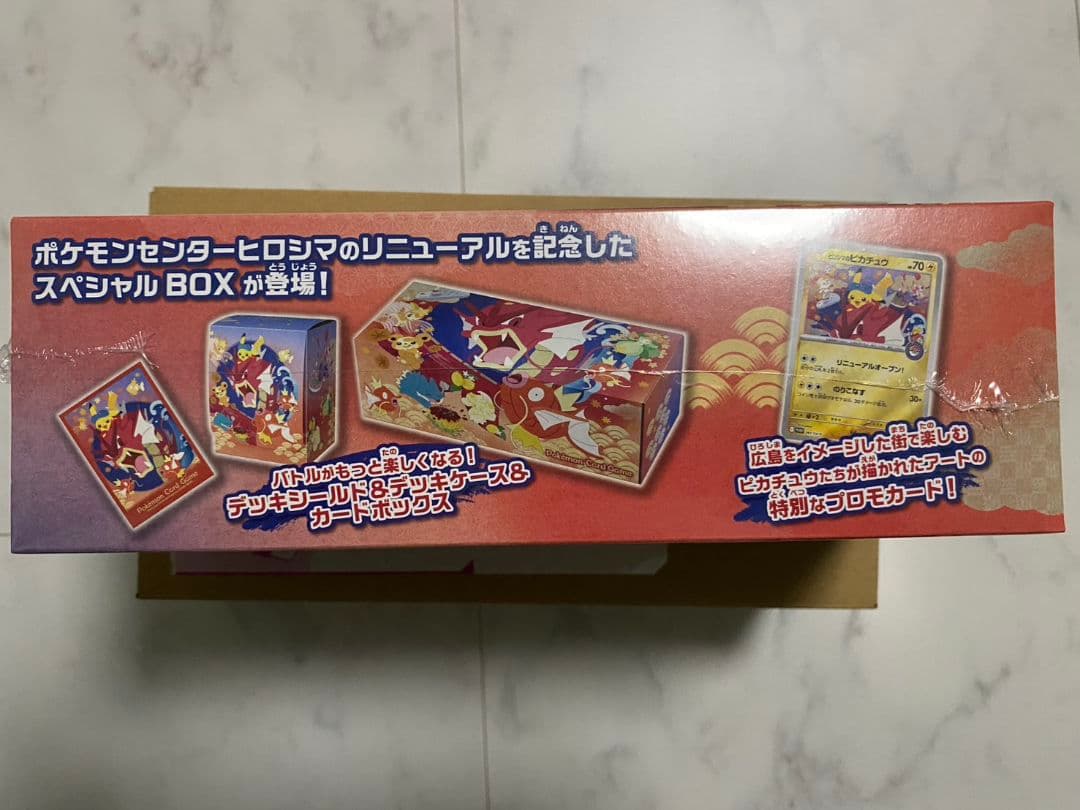 ポケモンセンターヒロシマのリニューアルを記念した
スペシャルBOXが登場!
バトルがもっと楽しくなる!
デッキシールド&デッキケース&
カードボックス
Pokémon Card Game
Pokémon Card Game
ピカチュウ
HP70
リニューアルオープン!
のりこなす
30+
広島をイメージした街で楽しむ
ピカチュウたちが描かれたアートの
特別なプロモカード!